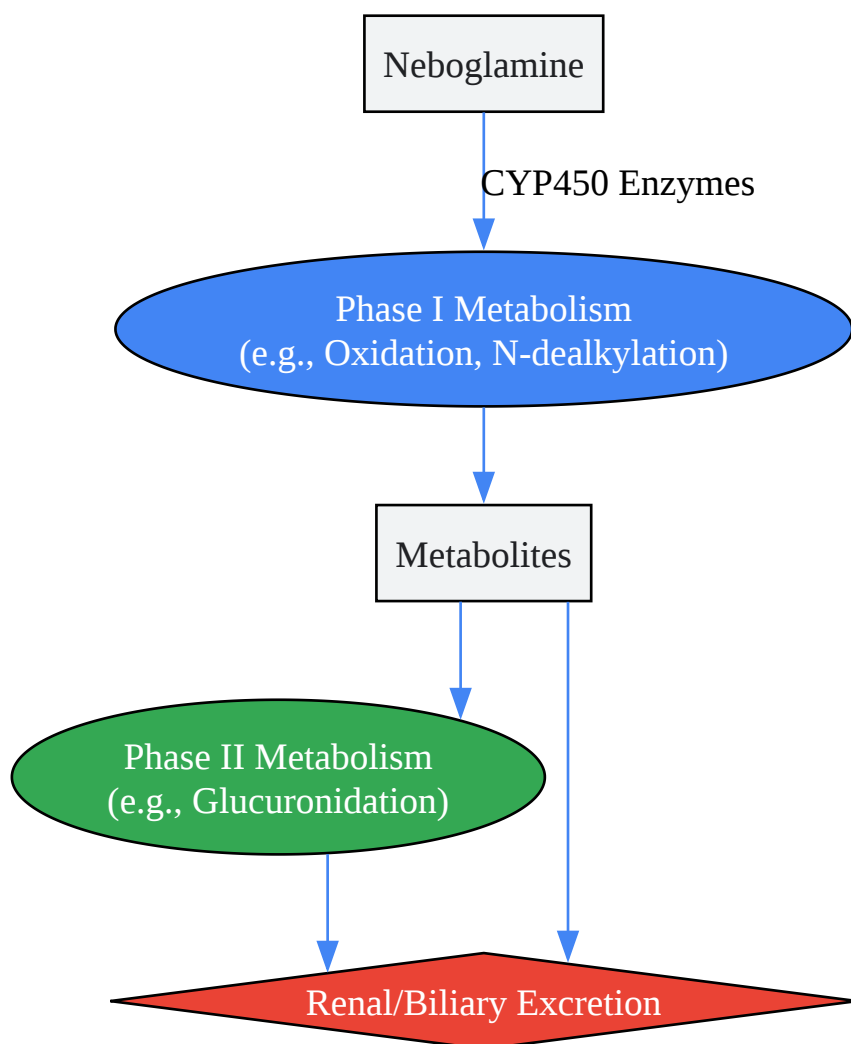 Neboglamine
CYP450 Enzymes
Phase I Metabolism
(e.g., Oxidation, N-dealkylation)
Metabolites
Phase II Metabolism
(e.g., Glucuronidation)
Renal/Biliary Excretion